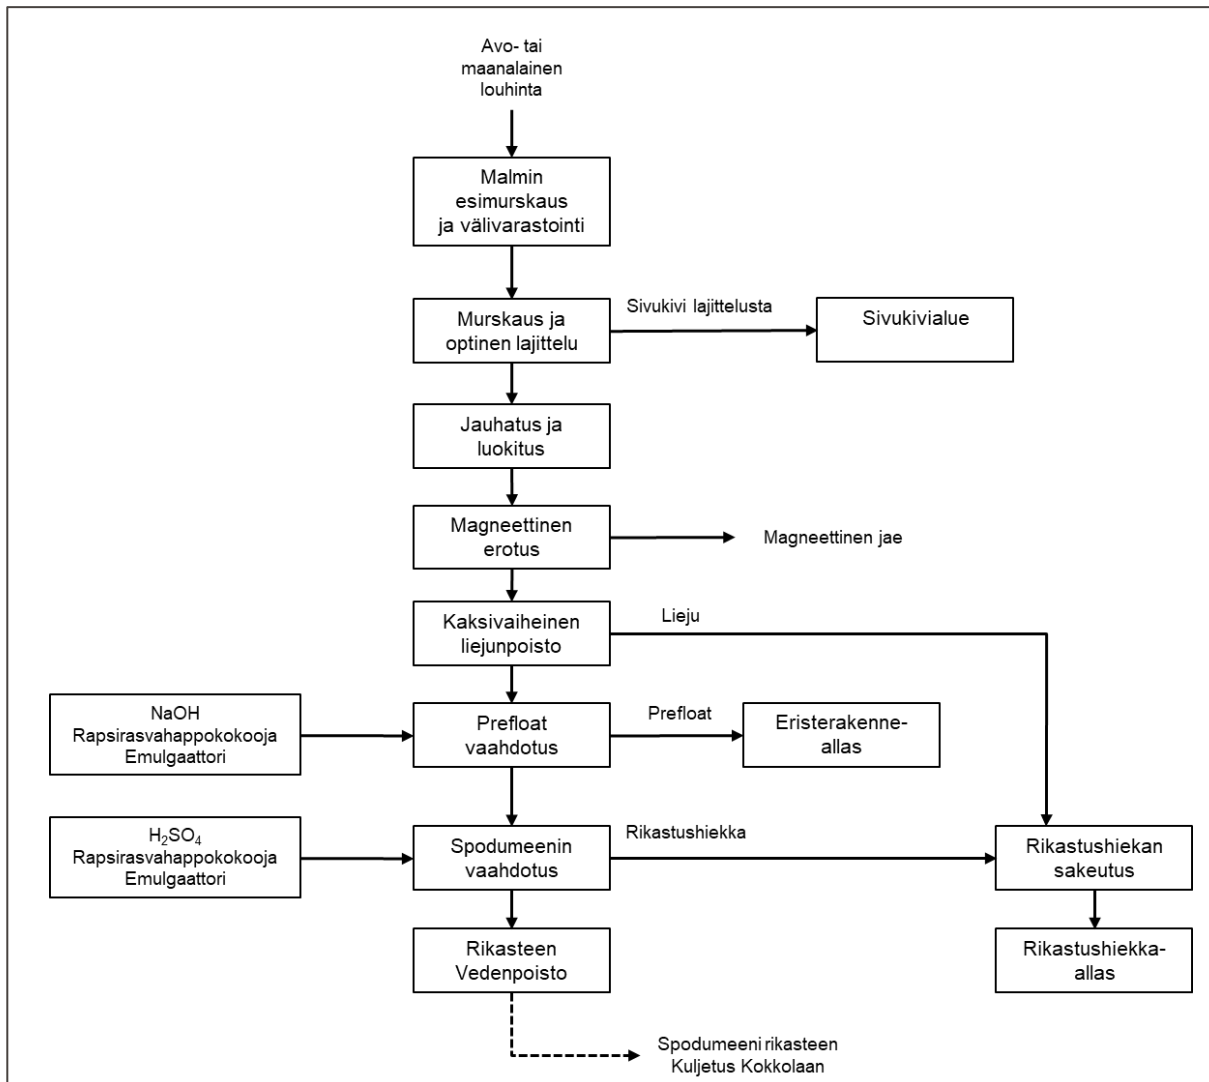 Avo- tai
maanalainen
louhinta
Malmin
esimurskaus
ja välivarastointi
Murskaus ja
optinen lajittelu
Sivukivi lajittelusta
Sivukivialue
Jauhatus ja
luokitus
Magneettinen
erotus
Magneettinen jae
Kaksivaiheinen
liejunpoisto
Lieju
NaOH
Rapsirasvahappokokooja
Emulgaattori
Prefloat
vaahdotus
Prefloat
Eristerakenne-
allas
H₂SO₄
Rapsirasvahappokokooja
Emulgaattori
Spodumeenin
vaahdotus
Rikastushiekka
Rikastushiekan
sakeutus
Rikasteen
Vedenpoisto
Rikastushiekka-
allas
Spodumeeni rikasteen
Kuljetus Kokkolaan